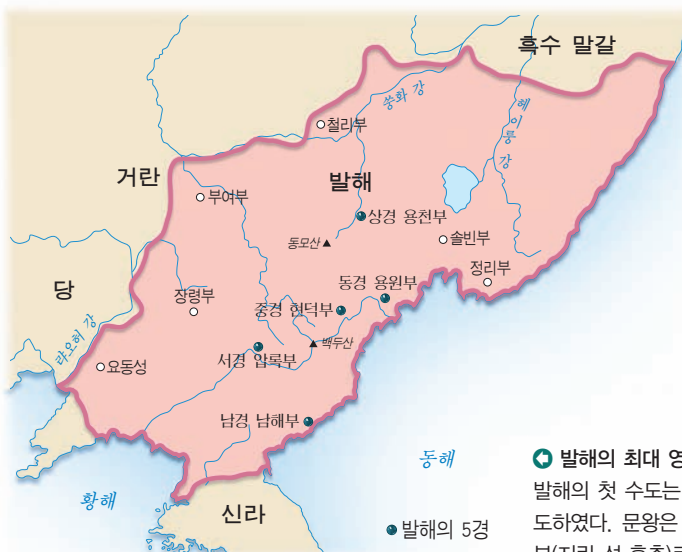 흑수 말갈
쑹화 강
헤이룽 강
철리부
거란
발해
부여부
상경 용천부
동모산
솔빈부
정리부
당
동경 용원부
장령부
중경 현덕부
랴오허 강
백두산
서경 압록부
요동성
남경 남해부
동해
황해
신라
발해의 5경
발해의 최대 영
발해의 첫 수도는
도하였다. 문왕은